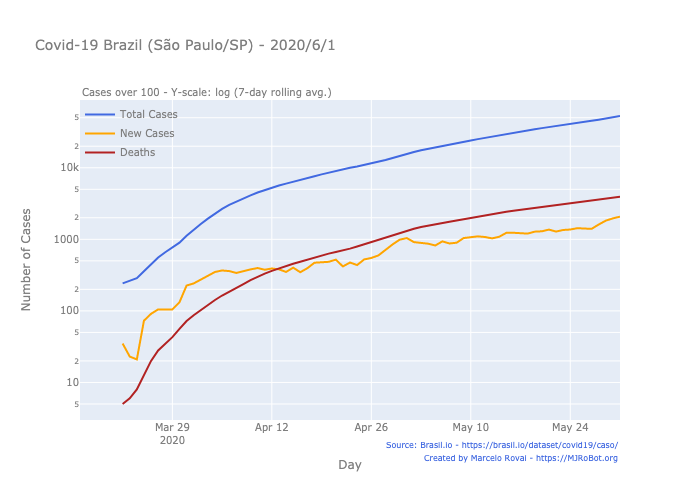 Covid-19 Brazil (São Paulo/SP) - 2020/6/1
Cases over 100 - Y-scale: log (7-day rolling avg.)
Total Cases
New Cases
Deaths
5
10k
5
2
1000
5
2
100
5
2
10
5
Number of Cases
Mar 29
2020
Apr 12
Apr 26
May 10
May 24
Day
Source: Brasil.io - https://brasil.io/dataset/covid19/caso/
Created by Marcelo Rovai - https://MJRoBot.org